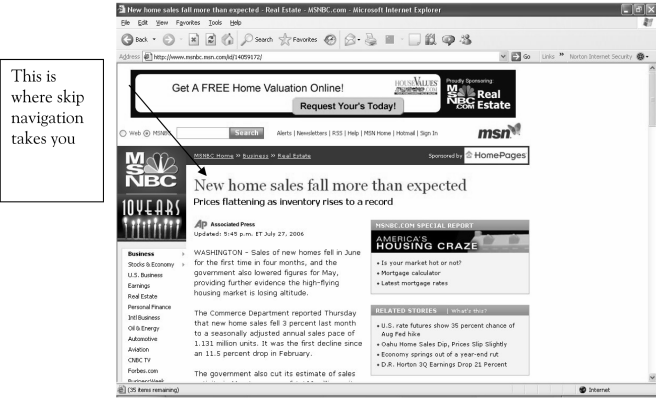 New home sales fall more than expected - Real Estate - MSNBC.com - Microsoft Internet Explorer
File Edit View Favorites Tools Help
Back Search Favorites
Address http://www.msnbc.msn.com/id/14059172/ Go Links » Norton Internet Security
This is
where skip
navigation
takes you
Get A FREE Home Valuation Online!
HOUSEVALUES
Request Your's Today!
Proudly Sponsoring:
MSNBC.COM Real Estate
Web MSNBC Search Alerts | Newsletters | RSS | Help | MSN Home | Hotmail | Sign In
msn
MSNBC
MSNBC Home » Business » Real Estate
Sponsored by HomePages
New home sales fall more than expected
Prices flattening as inventory rises to a record
10 YEARS
AP Associated Press
Updated: 5:45 p.m. ET July 27, 2006
WASHINGTON - Sales of new homes fell in June
for the first time in four months, and the
government also lowered figures for May,
providing further evidence the high-flying
housing market is losing altitude.
The Commerce Department reported Thursday
that new home sales fell 3 percent last month
to a seasonally adjusted annual sales pace of
1.131 million units. It was the first decline since
an 11.5 percent drop in February.
The government also cut its estimate of sales
Business
Stocks & Economy
U.S. Business
Earnings
Real Estate
Personal Finance
Intl Business
Oil & Energy
Automotive
Aviation
CNBC TV
Forbes.com
BusinessWeek
MSNBC.COM SPECIAL REPORT
AMERICA'S
HOUSING CRAZE
• Is your market hot or not?
• Mortgage calculator
• Latest mortgage rates
RELATED STORIES | What's this?
• U.S. rate futures show 35 percent chance of
Aug Fed hike
• Oahu Home Sales Dip, Prices Slip Slightly
• Economy springs out of a year-end rut
• D.R. Horton 3Q Earnings Drop 21 Percent
(35 items remaining) Internet